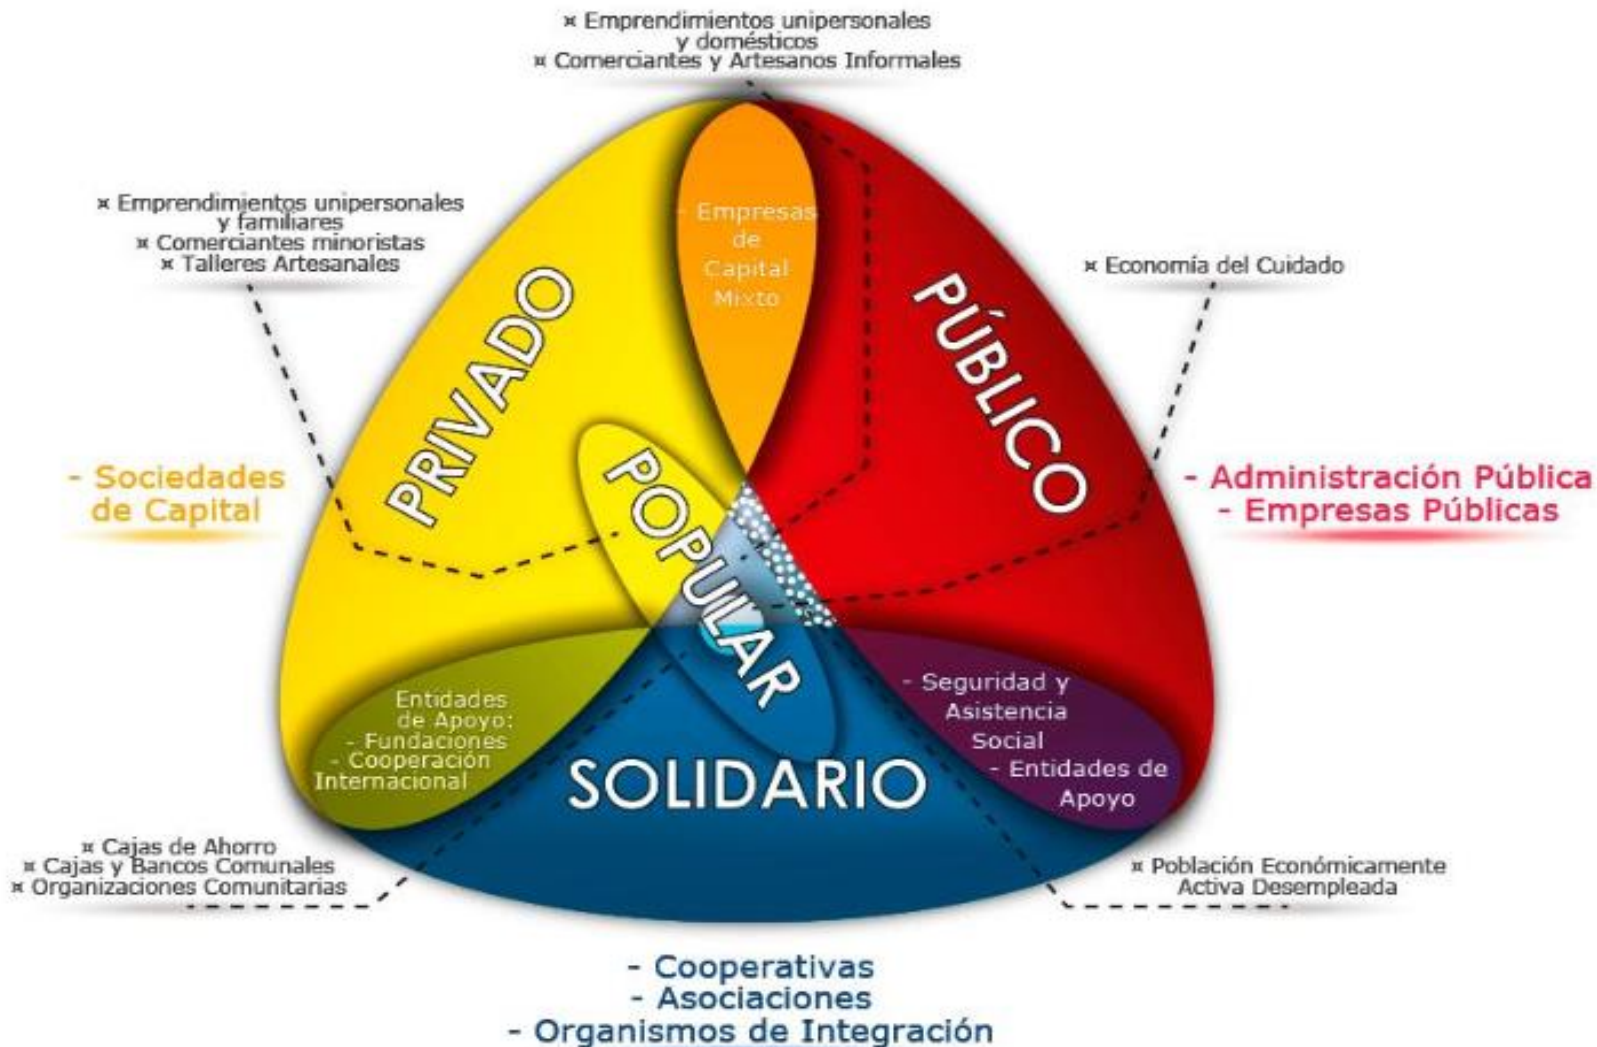 ¤ Emprendimientos unipersonales
y domésticos
¤ Comerciantes y Artesanos Informales
¤ Emprendimientos unipersonales
y familiares
¤ Comerciantes minoristas
¤ Talleres Artesanales
- Empresas
de
Capital
Mixto
¤ Economía del Cuidado
PRIVADO
PÚBLICO
- Sociedades
de Capital
POPULAR
- Administración Pública
- Empresas Públicas
Entidades
de Apoyo:
- Fundaciones
- Cooperación
Internacional
- Seguridad y
Asistencia
Social
- Entidades de
Apoyo
SOLIDARIO
¤ Cajas de Ahorro
¤ Cajas y Bancos Comunales
¤ Organizaciones Comunitarias
¤ Población Económicamente
Activa Desempleada
- Cooperativas
- Asociaciones
- Organismos de Integración